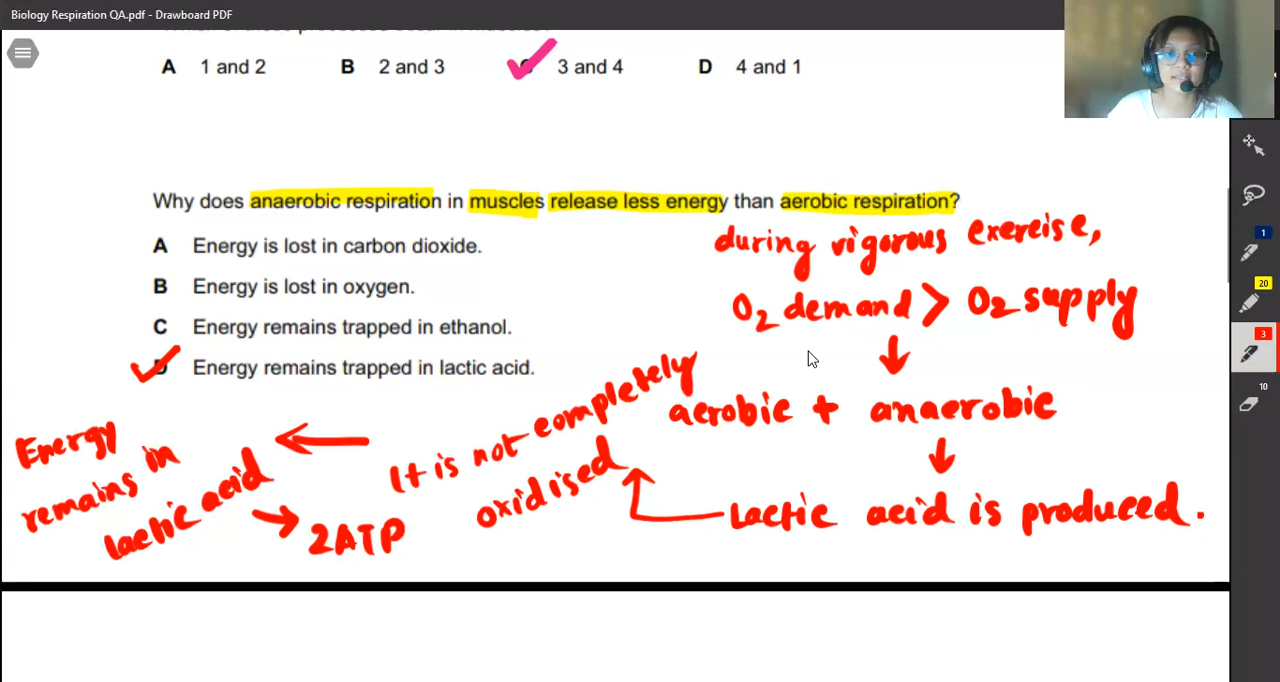 Biology Respiration QA.pdf - Drawboard PDF
A 1 and 2 B 2 and 3 3 and 4 D 4 and 1
Why does anaerobic respiration in muscles release less energy than aerobic respiration?
A Energy is lost in carbon dioxide.
B Energy is lost in oxygen.
C Energy remains trapped in ethanol.
D Energy remains trapped in lactic acid.
during vigorous exercise,
O2 demand > O2 supply
aerobic + anaerobic
Lactic acid is produced.
It is not completely
oxidised
Energy
remains in
lactic acid
2ATP
1
20
3
10